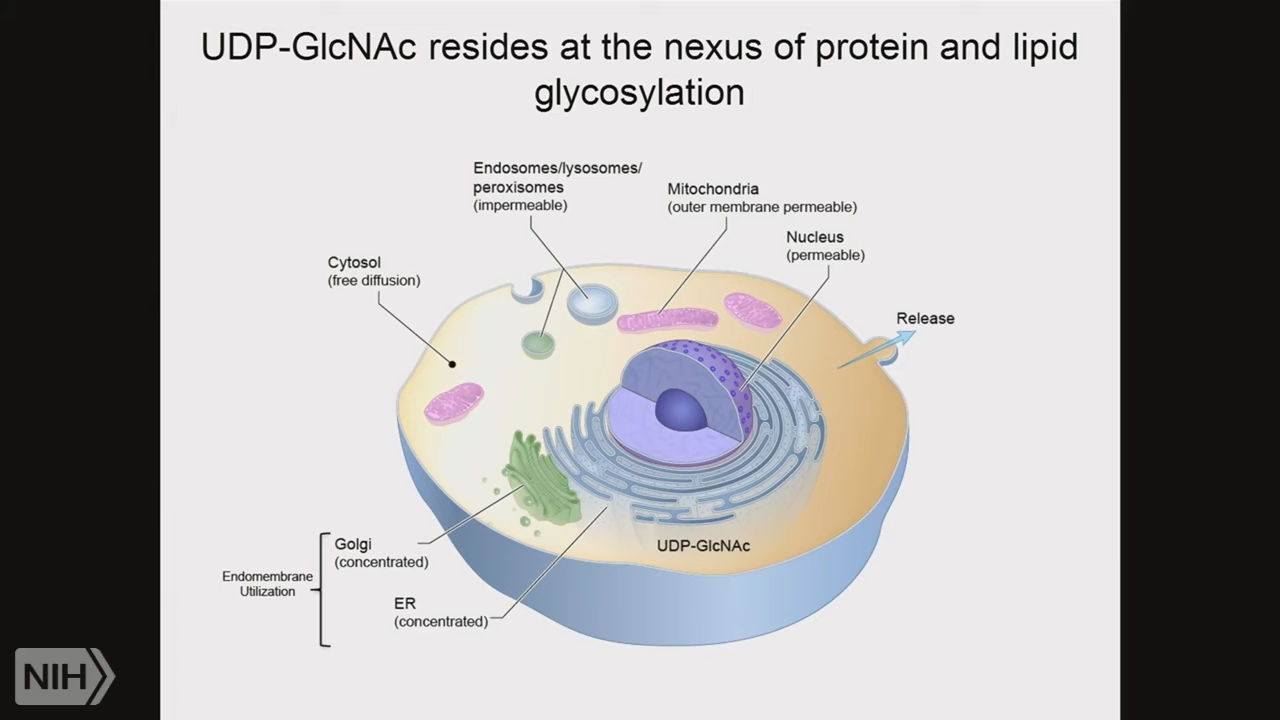 UDP-GlcNAc resides at the nexus of protein and lipid
glycosylation
Endosomes/lysosomes/
peroxisomes
(impermeable)
Mitochondria
(outer membrane permeable)
Nucleus
(permeable)
Cytosol
(free diffusion)
Release
UDP-GlcNAc
Golgi
(concentrated)
Endomembrane
Utilization
ER
(concentrated)
NIH